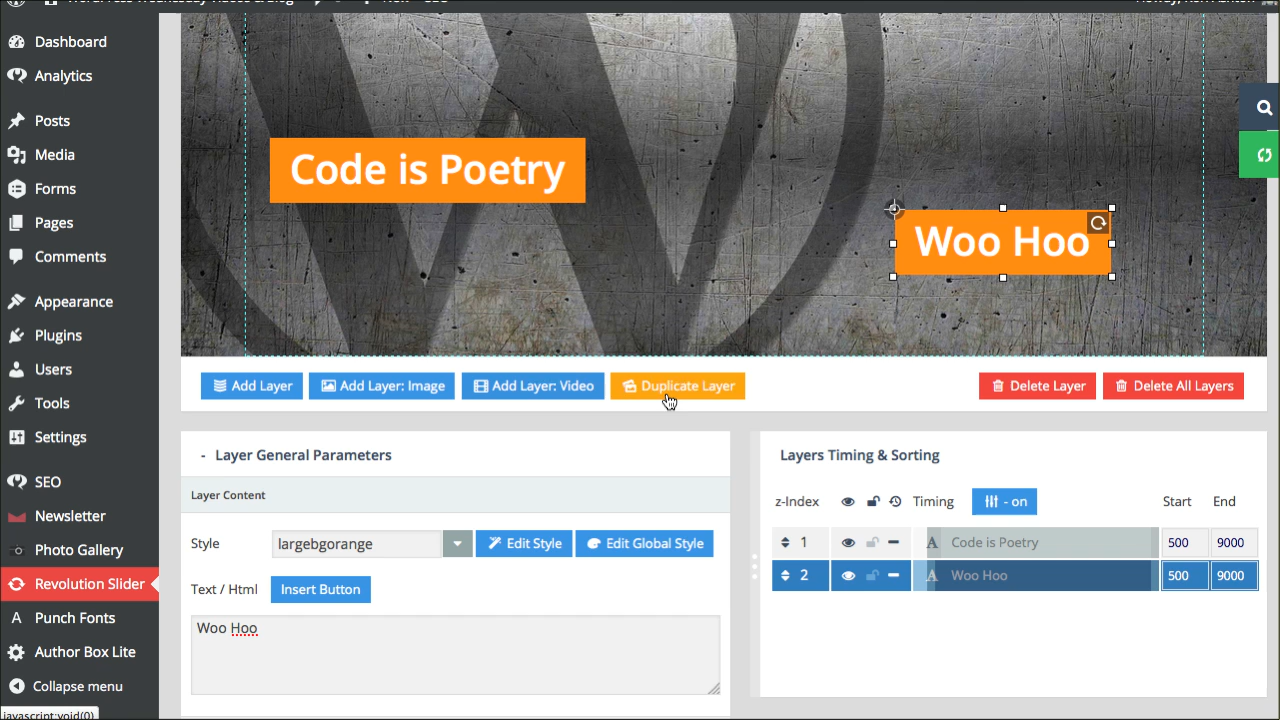 Dashboard
Analytics
Posts
Media
Forms
Pages
Comments
Appearance
Plugins
Users
Tools
Settings
SEO
Newsletter
Photo Gallery
Revolution Slider
Punch Fonts
Author Box Lite
Collapse menu
javascript:void(0)
Code is Poetry
Woo Hoo
Add Layer
Add Layer: Image
Add Layer: Video
Duplicate Layer
Delete Layer
Delete All Layers
- Layer General Parameters
Layer Content
Style largebgorange Edit Style Edit Global Style
Text / Html Insert Button
Woo Hoo
Layers Timing & Sorting
z-Index Timing - on Start End
1 Code is Poetry 500 9000
2 Woo Hoo 500 9000